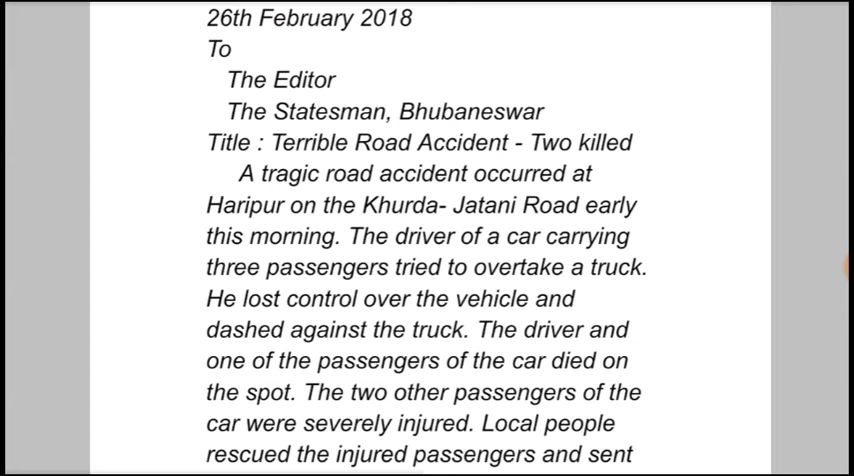 26th February 2018
To
The Editor
The Statesman, Bhubaneswar
Title : Terrible Road Accident - Two killed
A tragic road accident occurred at
Haripur on the Khurda- Jatani Road early
this morning. The driver of a car carrying
three passengers tried to overtake a truck.
He lost control over the vehicle and
dashed against the truck. The driver and
one of the passengers of the car died on
the spot. The two other passengers of the
car were severely injured. Local people
rescued the injured passengers and sent